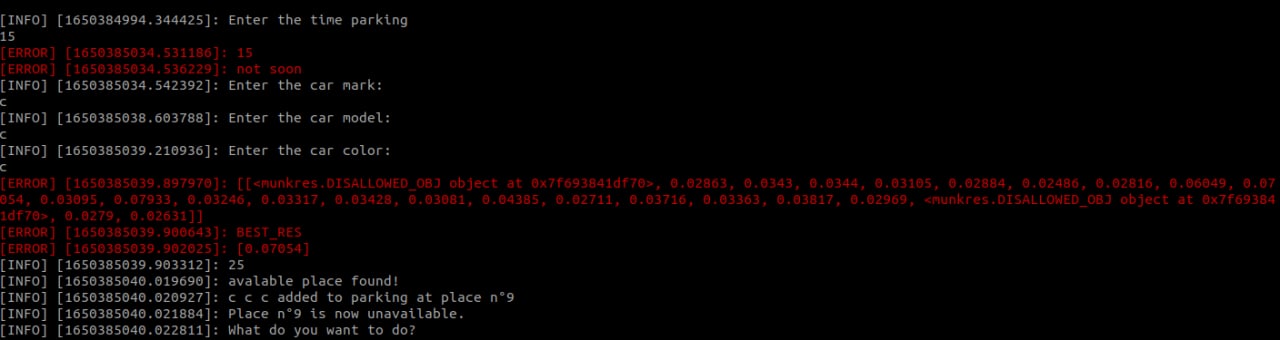 [INFO] [1650384994.344425]: Enter the time parking
15
[ERROR] [1650385034.531186]: 15
[ERROR] [1650385034.536229]: not soon
[INFO] [1650385034.542392]: Enter the car mark:
c
[INFO] [1650385038.603788]: Enter the car model:
c
[INFO] [1650385039.210936]: Enter the car color:
c
[ERROR] [1650385039.897970]: [[<munkres.DISALLOWED_OBJ object at 0x7f693841df70>, 0.02863, 0.0343, 0.0344, 0.03105, 0.02884, 0.02486, 0.02816, 0.06049, 0.07
054, 0.03095, 0.07933, 0.03246, 0.03317, 0.03428, 0.03081, 0.04385, 0.02711, 0.03716, 0.03363, 0.03817, 0.02969, <munkres.DISALLOWED_OBJ object at 0x7f69384
1df70>, 0.0279, 0.02631]]
[ERROR] [1650385039.900643]: BEST_RES
[ERROR] [1650385039.902025]: [0.07054]
[INFO] [1650385039.903312]: 25
[INFO] [1650385040.019690]: avalable place found!
[INFO] [1650385040.020927]: c c c added to parking at place n°9
[INFO] [1650385040.021884]: Place n°9 is now unavailable.
[INFO] [1650385040.022811]: What do you want to do?